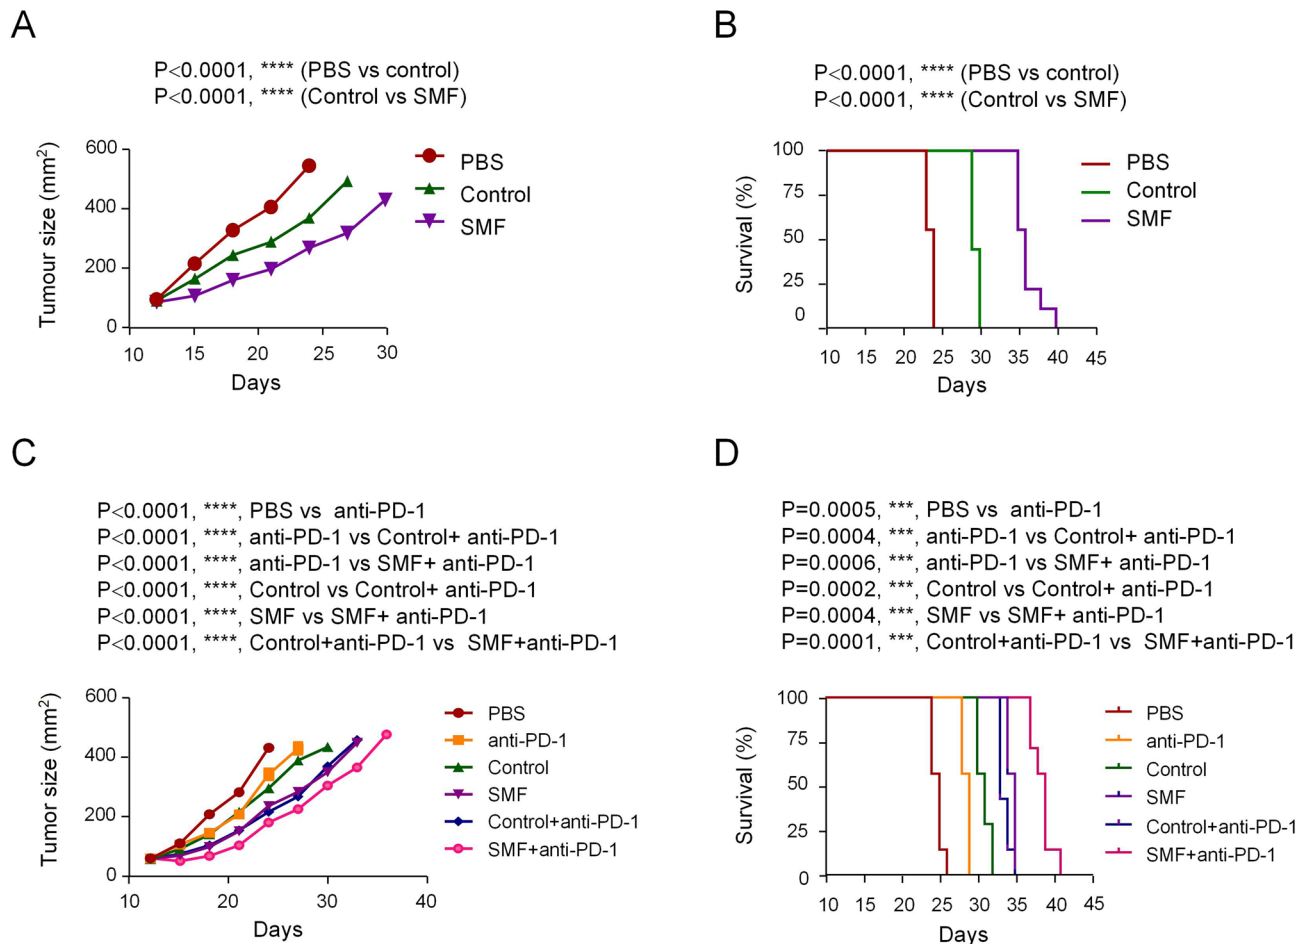 A
P<0.0001, **** (PBS vs control)
P<0.0001, **** (Control vs SMF)
Tumour size (mm²)
600
400
200
0
10 15 20 25 30
Days
PBS
Control
SMF
B
P<0.0001, **** (PBS vs control)
P<0.0001, **** (Control vs SMF)
Survival (%)
100
75
50
25
0
10 15 20 25 30 35 40 45
Days
PBS
Control
SMF
C
P<0.0001, ****, PBS vs anti-PD-1
P<0.0001, ****, anti-PD-1 vs Control+ anti-PD-1
P<0.0001, ****, anti-PD-1 vs SMF+ anti-PD-1
P<0.0001, ****, Control vs Control+ anti-PD-1
P<0.0001, ****, SMF vs SMF+ anti-PD-1
P<0.0001, ****, Control+anti-PD-1 vs SMF+anti-PD-1
Tumor size (mm²)
600
400
200
0
10 20 30 40
Days
PBS
anti-PD-1
Control
SMF
Control+anti-PD-1
SMF+anti-PD-1
D
P=0.0005, ***, PBS vs anti-PD-1
P=0.0004, ***, anti-PD-1 vs Control+ anti-PD-1
P=0.0006, ***, anti-PD-1 vs SMF+ anti-PD-1
P=0.0002, ***, Control vs Control+ anti-PD-1
P=0.0004, ***, SMF vs SMF+ anti-PD-1
P=0.0001, ***, Control+anti-PD-1 vs SMF+anti-PD-1
Survival (%)
100
75
50
25
0
10 15 20 25 30 35 40 45
Days
PBS
anti-PD-1
Control
SMF
Control+anti-PD-1
SMF+anti-PD-1